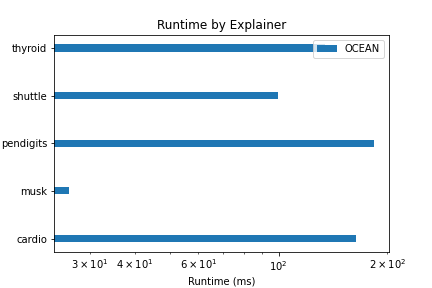 Runtime by Explainer
OCEAN
thyroid
shuttle
pendigits
musk
cardio
3 × 10¹ 4 × 10¹ 6 × 10¹ 10² 2 × 10²
Runtime (ms)